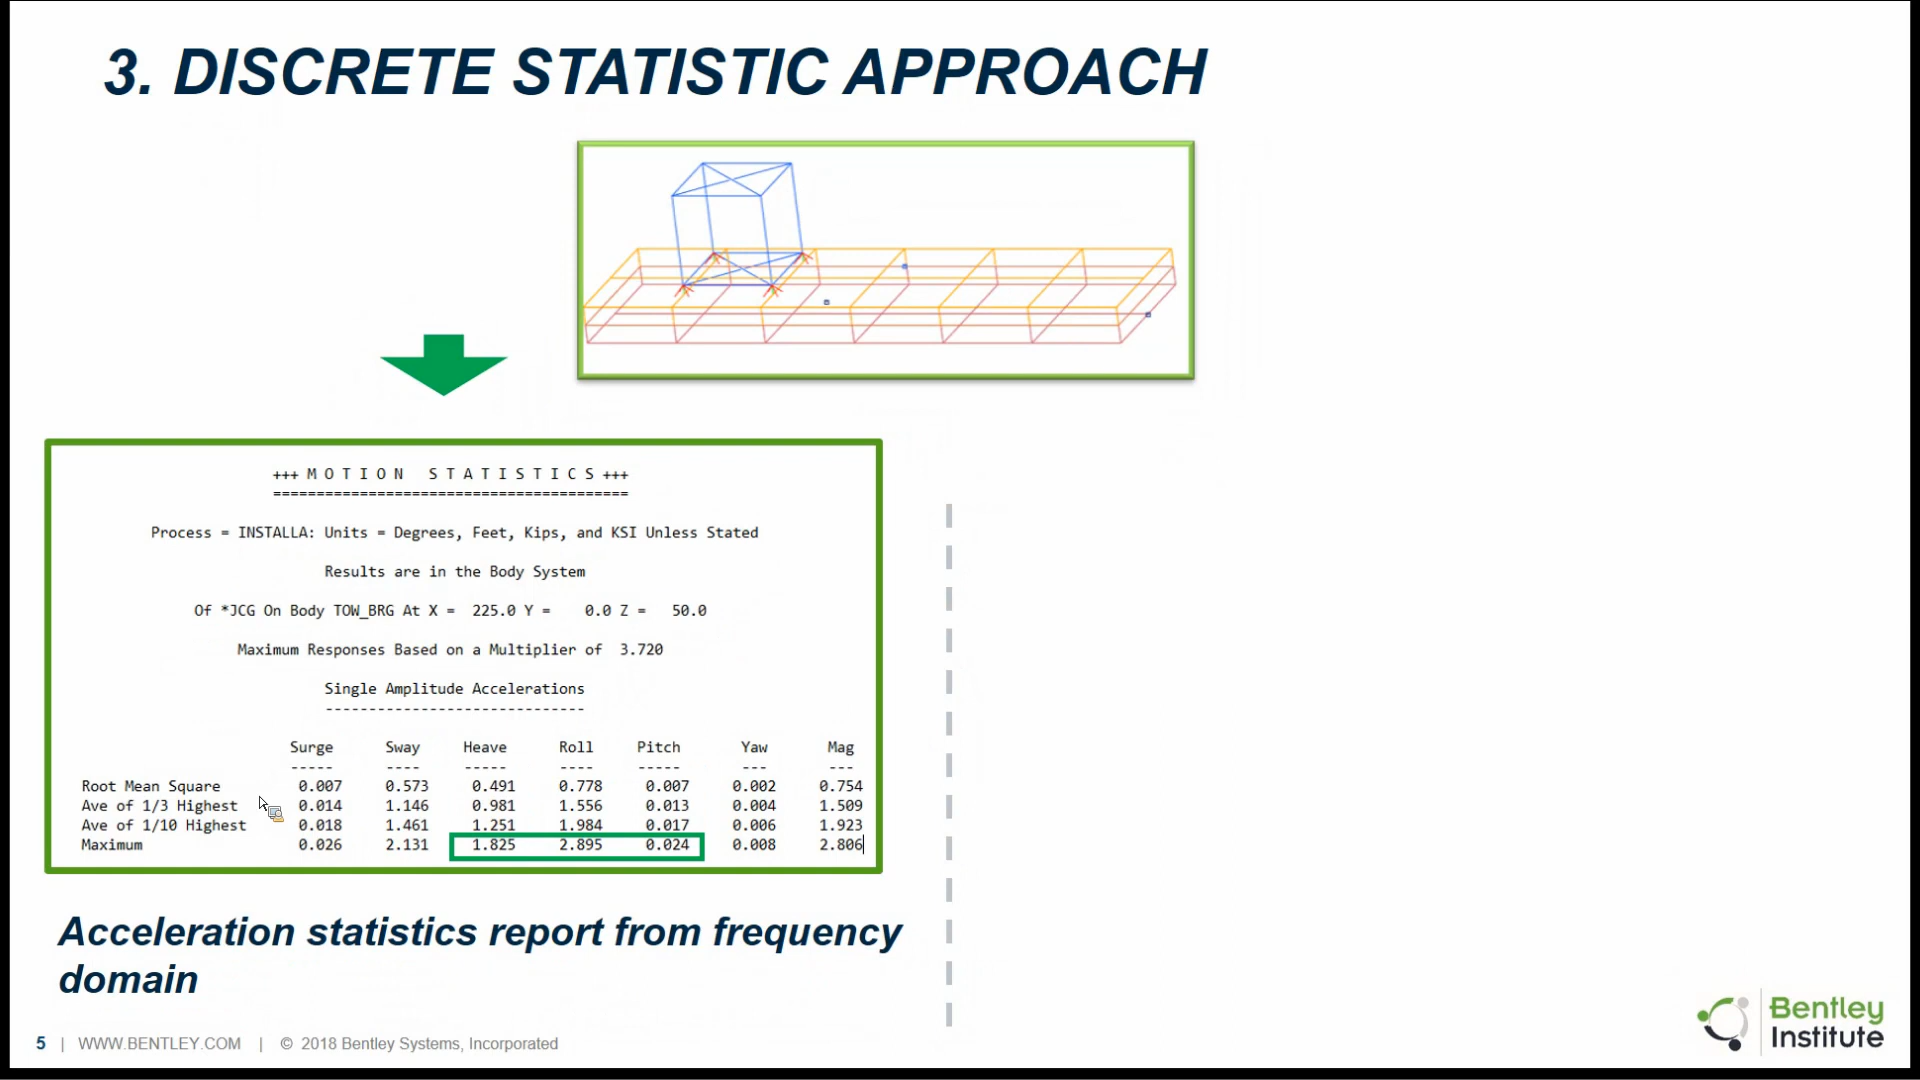 3. DISCRETE STATISTIC APPROACH
+++ M O T I O N   S T A T I S T I C S +++
=========================================
Process = INSTALLA: Units = Degrees, Feet, Kips, and KSI Unless Stated
Results are in the Body System
Of *JCG On Body TOW_BRG At X =  225.0 Y =    0.0 Z =   50.0
Maximum Responses Based on a Multiplier of  3.720
Single Amplitude Accelerations
------------------------------
Surge Sway Heave Roll Pitch Yaw Mag
----- ---- ----- ---- ----- --- ---
Root Mean Square 0.007 0.573 0.491 0.778 0.007 0.002 0.754
Ave of 1/3 Highest 0.014 1.146 0.981 1.556 0.013 0.004 1.509
Ave of 1/10 Highest 0.018 1.461 1.251 1.984 0.017 0.006 1.923
Maximum 0.026 2.131 1.825 2.895 0.024 0.008 2.806
Acceleration statistics report from frequency
domain
5 | WWW.BENTLEY.COM | © 2018 Bentley Systems, Incorporated
Bentley
Institute